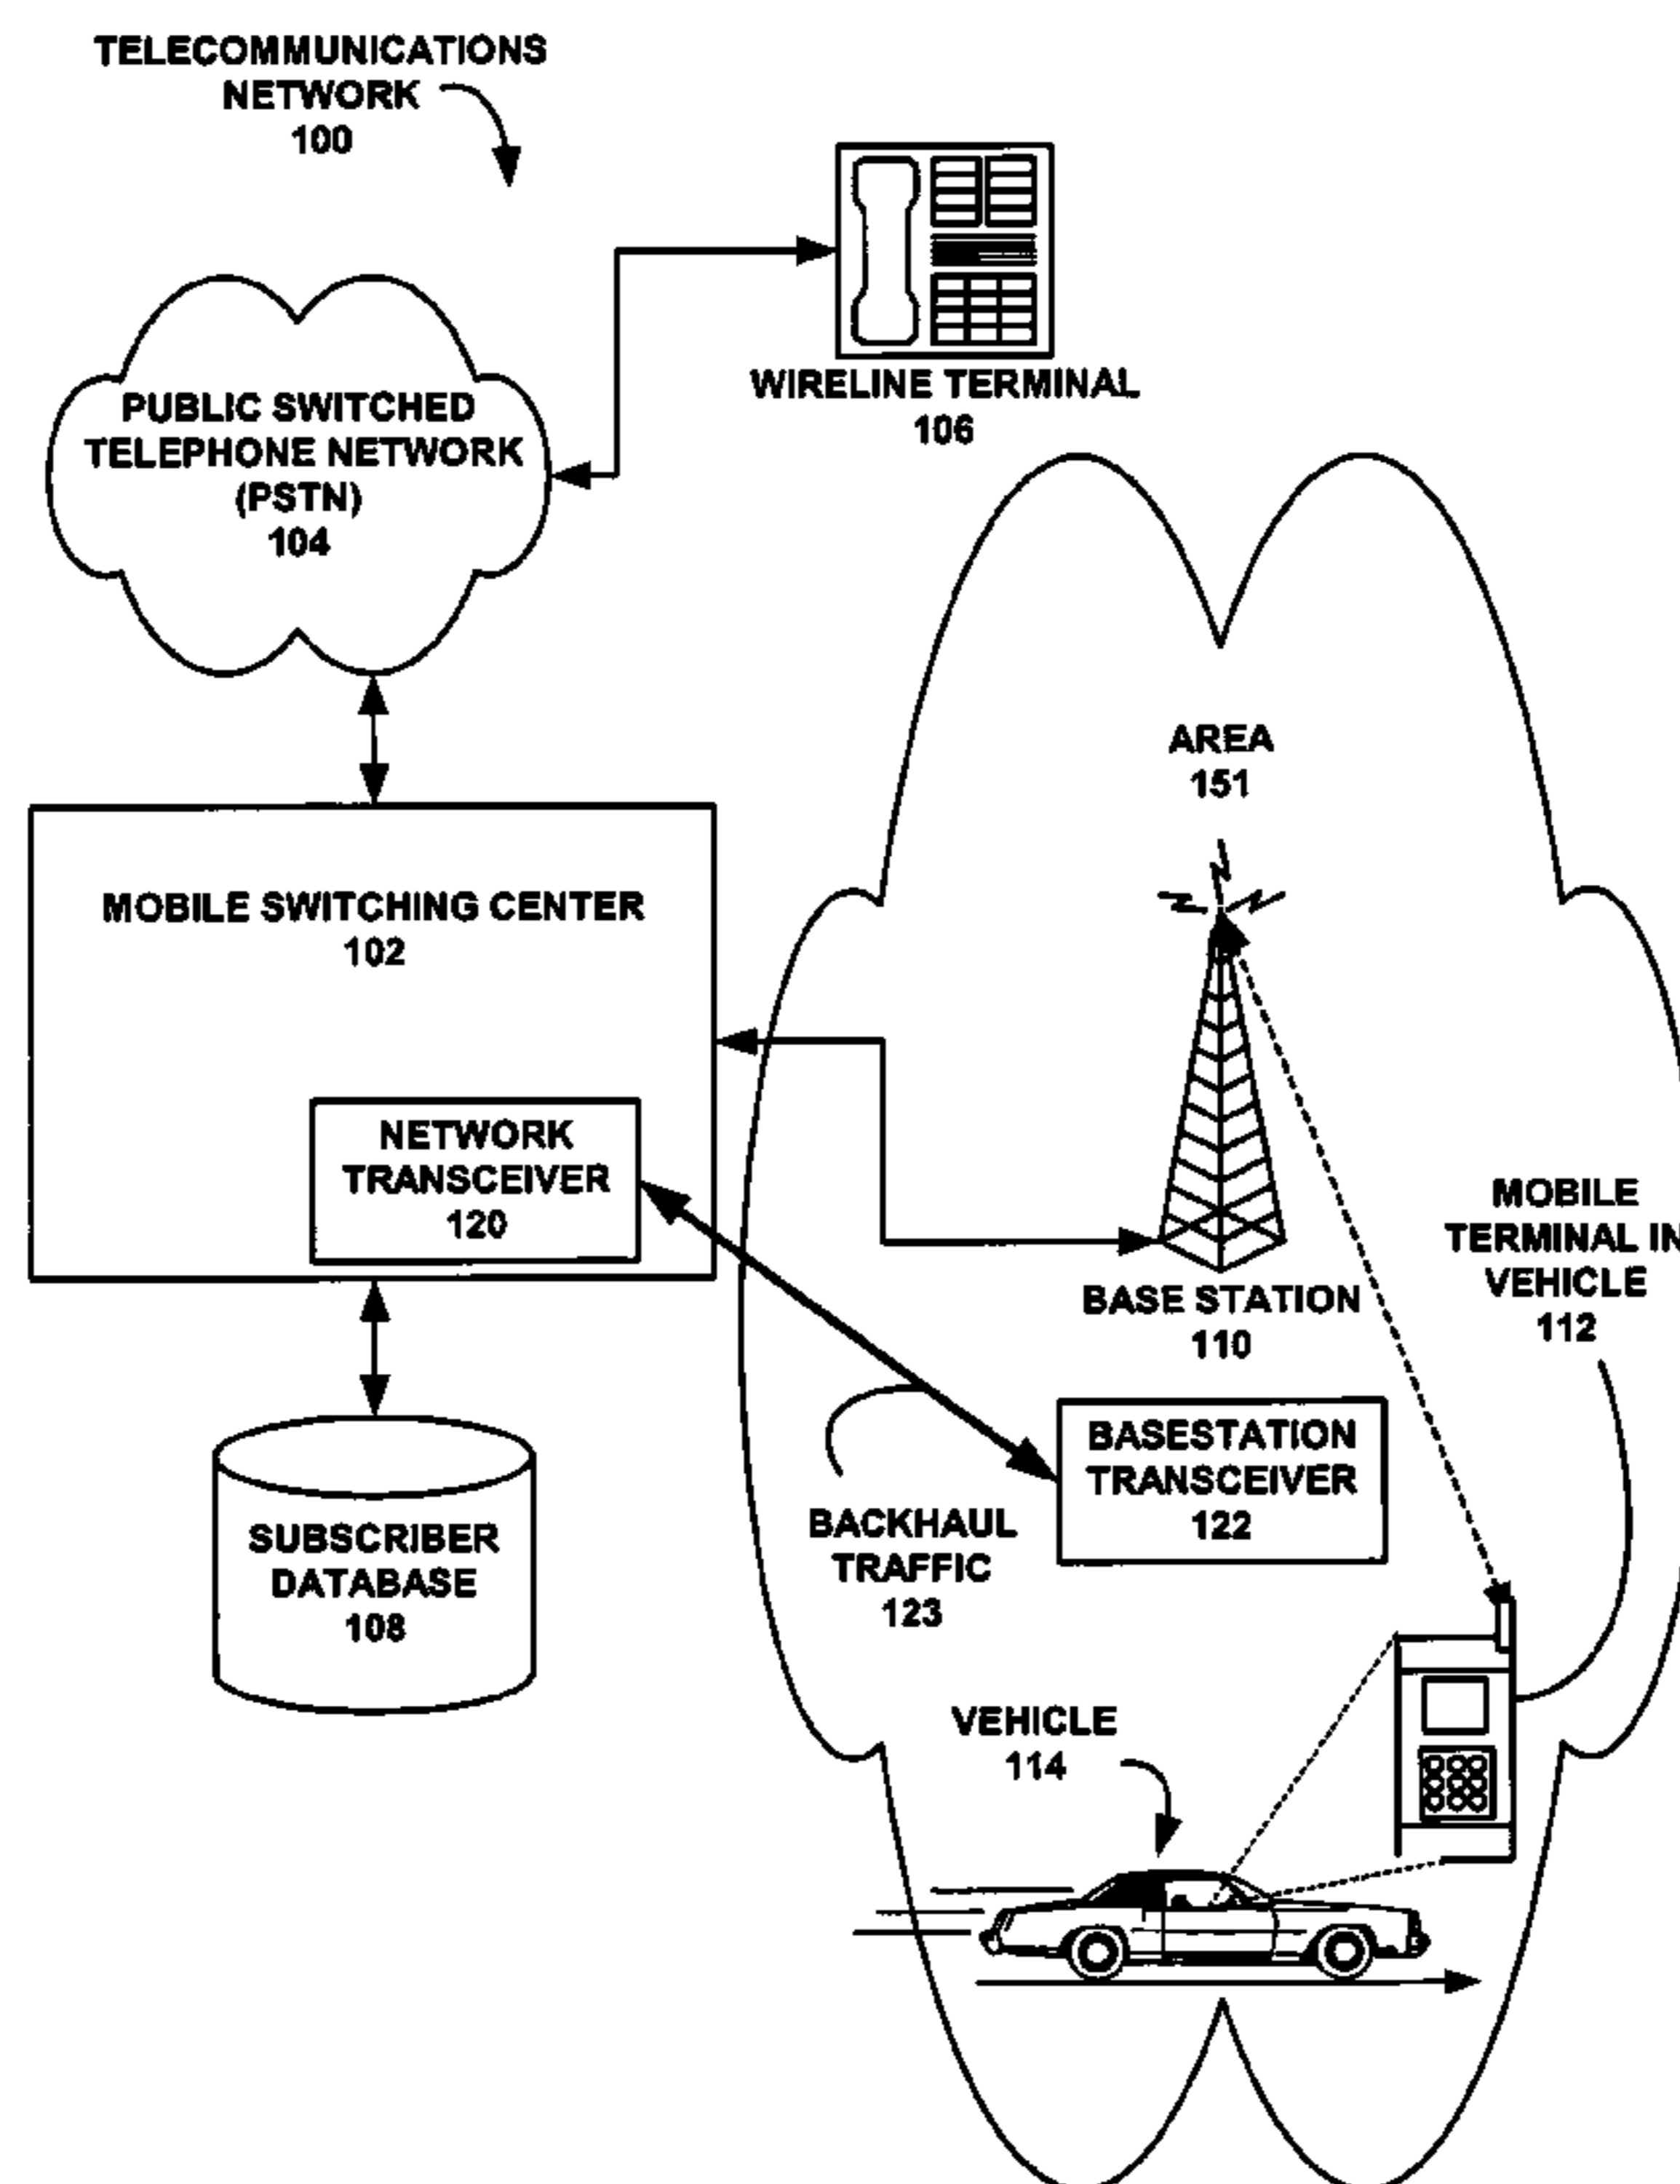 TELECOMMUNICATIONS
NETWORK
100
WIRELINE TERMINAL
106
PUBLIC SWITCHED
TELEPHONE NETWORK
(PSTN)
104
AREA
151
MOBILE SWITCHING CENTER
102
NETWORK
TRANSCEIVER
120
BASE STATION
110
MOBILE
TERMINAL IN
VEHICLE
112
BASESTATION
TRANSCEIVER
122
BACKHAUL
TRAFFIC
123
SUBSCRIBER
DATABASE
108
VEHICLE
114